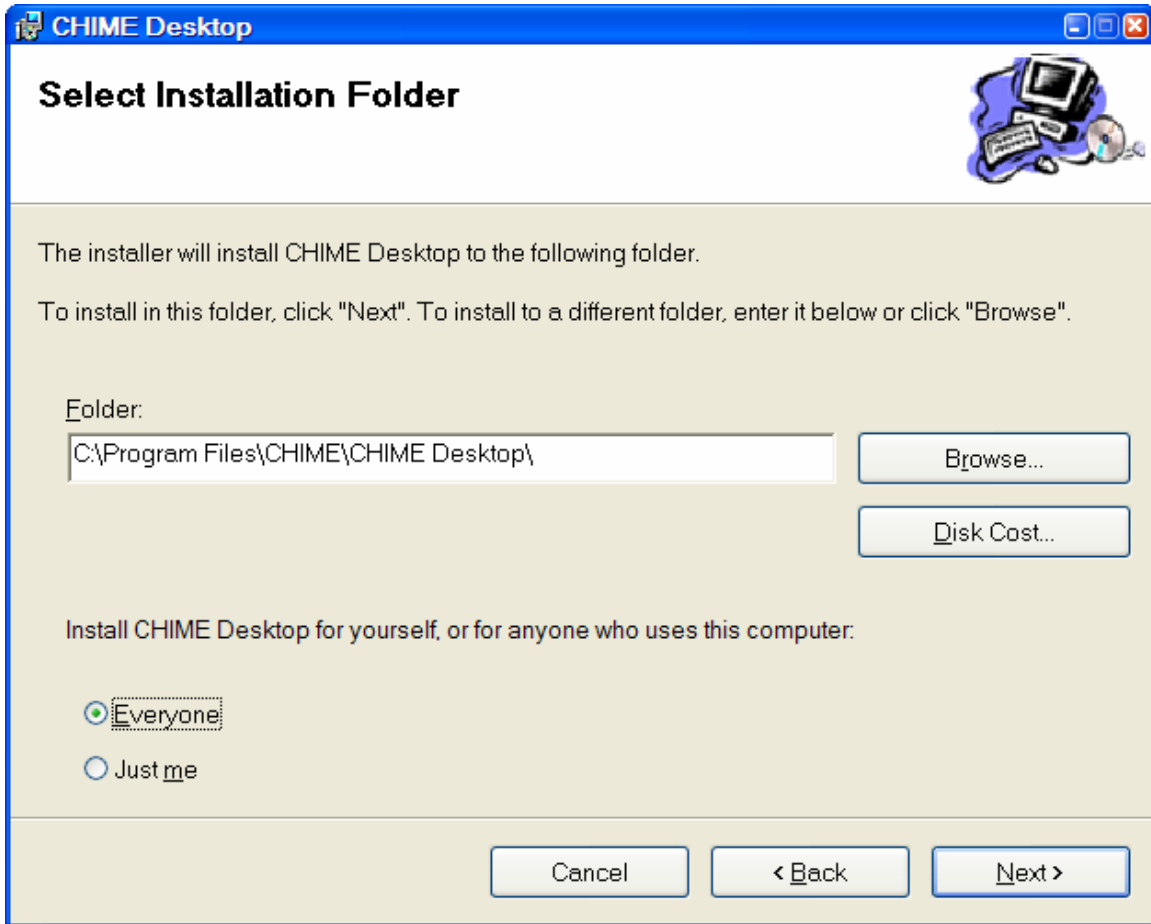 CHIME Desktop
Select Installation Folder
The installer will install CHIME Desktop to the following folder.
To install in this folder, click "Next". To install to a different folder, enter it below or click "Browse".
Folder:
C:\Program Files\CHIME\CHIME Desktop\
Browse...
Disk Cost...
Install CHIME Desktop for yourself, or for anyone who uses this computer:
Everyone
Just me
Cancel
< Back
Next >